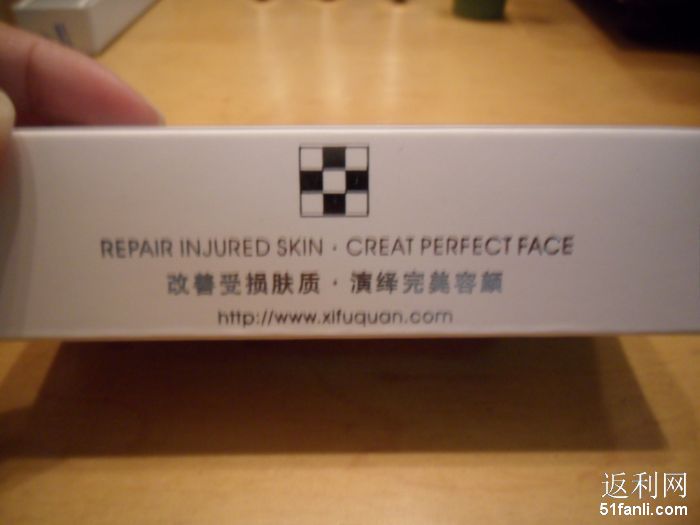 REPAIR INJURED SKIN · CREAT PERFECT FACE
改善受损肤质 · 演绎完美容颜
http://www.xifuquan.com
返利网
51fanli.com